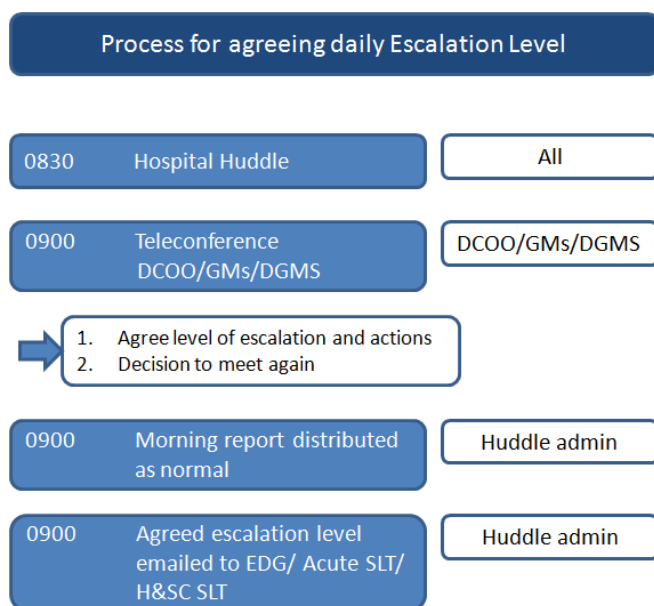 Process for agreeing daily Escalation Level
0830 Hospital Huddle All
0900 Teleconference DCOO/GMs/DGMS
DCOO/GMs/DGMS
1. Agree level of escalation and actions
2. Decision to meet again
0900 Morning report distributed Huddle admin
as normal
0900 Agreed escalation level Huddle admin
emailed to EDG/ Acute SLT/
H&SC SLT